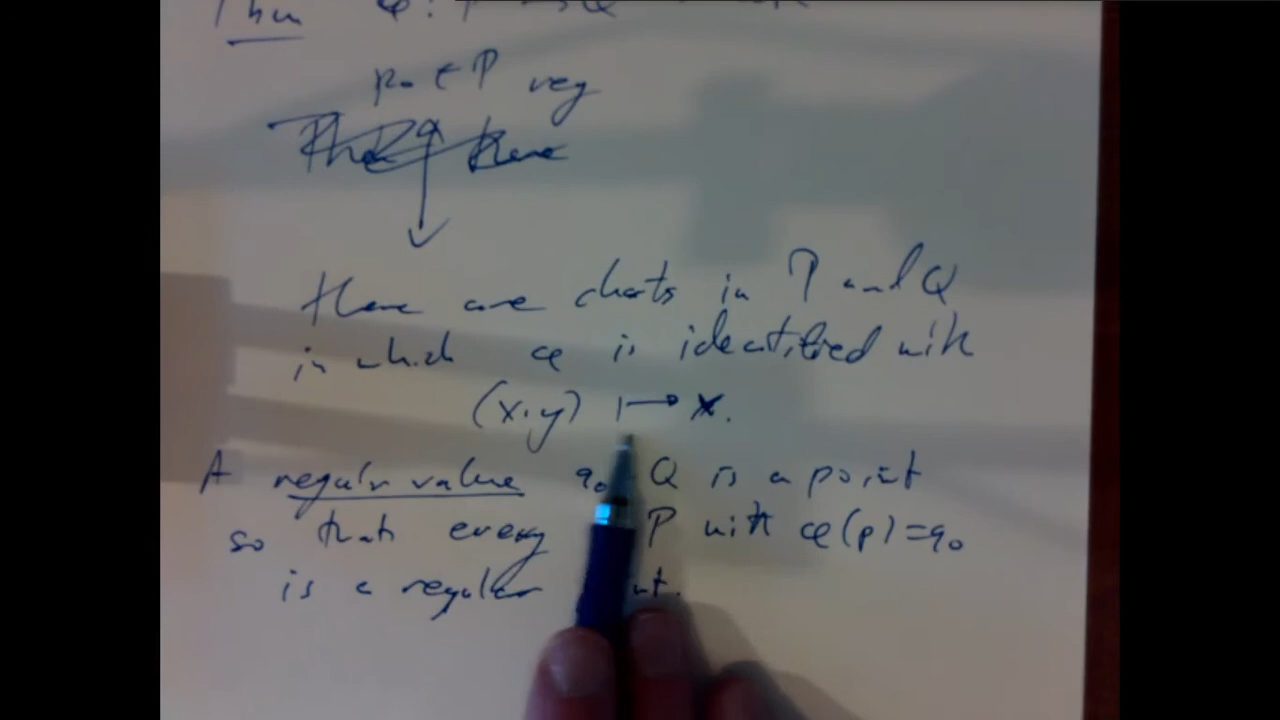 Thm φ: P → Q
p₀ ∈ P reg
There are charts in P and Q
in which φ is identified with
(x,y) ↦ x.
A regular value q₀ Q is a point
so that every P with φ(p)=q₀
is a regular